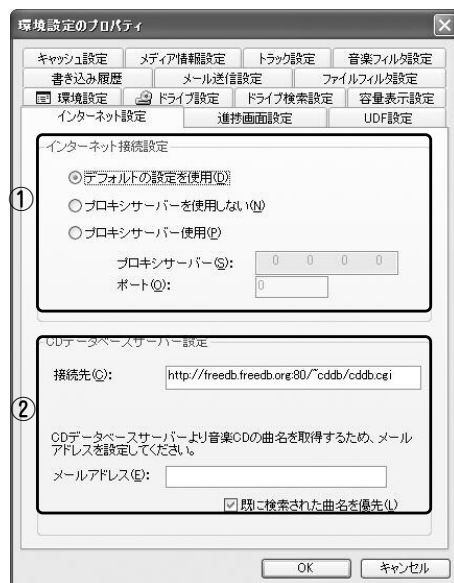 環境設定のプロパティ
キャッシュ設定 メディア情報設定 トラック設定 音楽フィルタ設定
書き込み履歴 メール送信設定 ファイルフィルタ設定
環境設定 ドライブ設定 ドライブ検索設定 容量表示設定
インターネット設定 進捗画面設定 UDF設定
インターネット接続設定
①
デフォルトの設定を使用(D)
プロキシサーバーを使用しない(N)
プロキシサーバー使用(P)
プロキシサーバー(S): 0 0 0 0
ポート(O): 0
CDデータベースサーバー設定
接続先(C): http://freedb.freedb.org:80/~cddb/cddb.cgi
②
CDデータベースサーバーより音楽CDの曲名を取得するため、メール
アドレスを設定してください。
メールアドレス(E):
既に検索された曲名を優先(L)
OK キャンセル